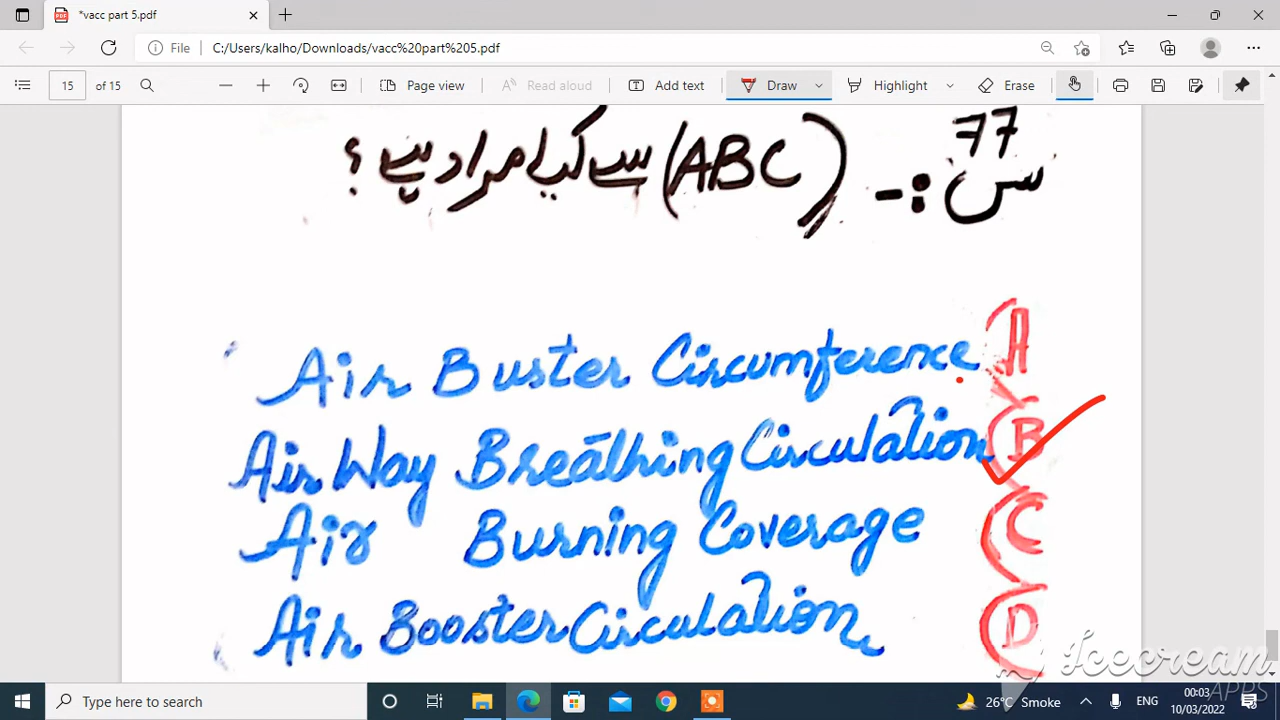 *vacc part 5.pdf
File C:/Users/kalho/Downloads/vacc%20part%205.pdf
15 of 15 Page view Read aloud Add text Draw Highlight Erase
س 77:- (ABC) سے کیا مراد ہے؟
A) Air Buster Circumference
B) Air Way Breathing Circulation
C) Air Burning Coverage
D) Air Booster Circulation
Icecream
APPS
Type here to search 26°C Smoke ENG 00:03
10/03/2022